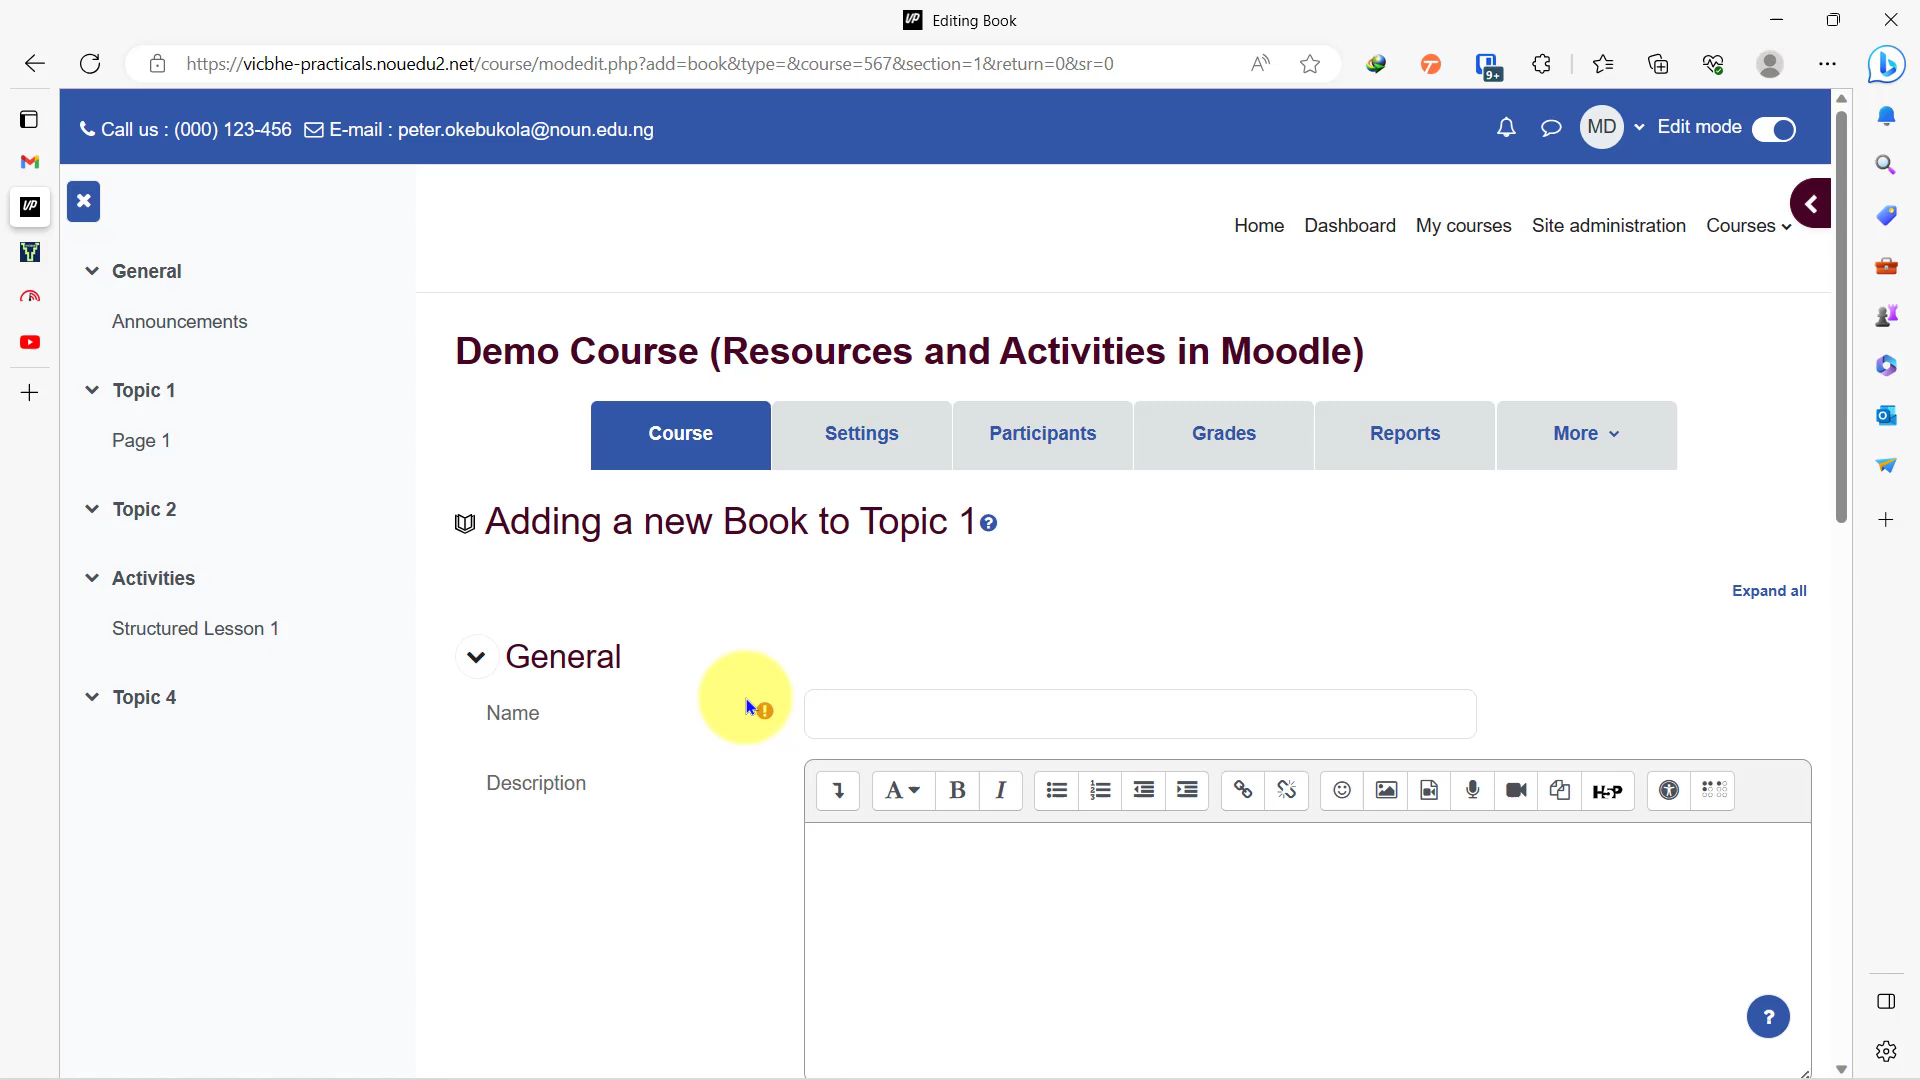 Editing Book
https://vicbhe-practicals.nouedu2.net/course/modedit.php?add=book&type=&course=567&section=1&return=0&sr=0
9+
Call us : (000) 123-456 E-mail : peter.okebukola@noun.edu.ng
MD Edit mode
Home Dashboard My courses Site administration Courses
General
Announcements
Topic 1
Page 1
Topic 2
Activities
Structured Lesson 1
Topic 4
Demo Course (Resources and Activities in Moodle)
Course Settings Participants Grades Reports More
Adding a new Book to Topic 1
Expand all
General
Name
Description
A B I H5P